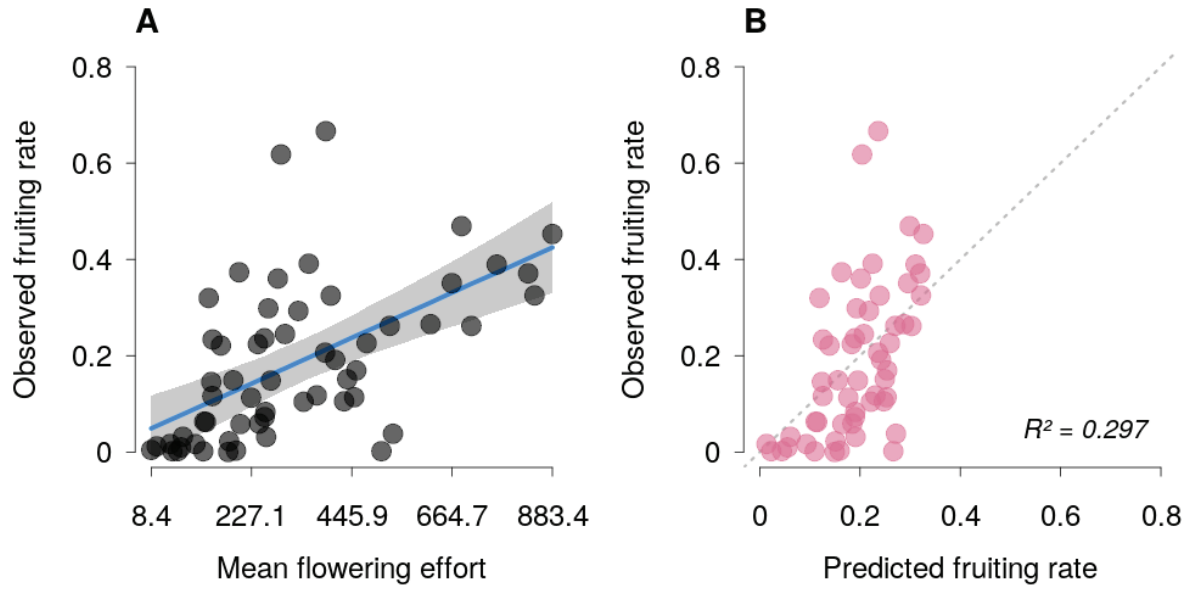 A
Observed fruiting rate
0.8
0.6
0.4
0.2
0
8.4 227.1 445.9 664.7 883.4
Mean flowering effort
B
Observed fruiting rate
0.8
0.6
0.4
0.2
0
R² = 0.297
0 0.2 0.4 0.6 0.8
Predicted fruiting rate